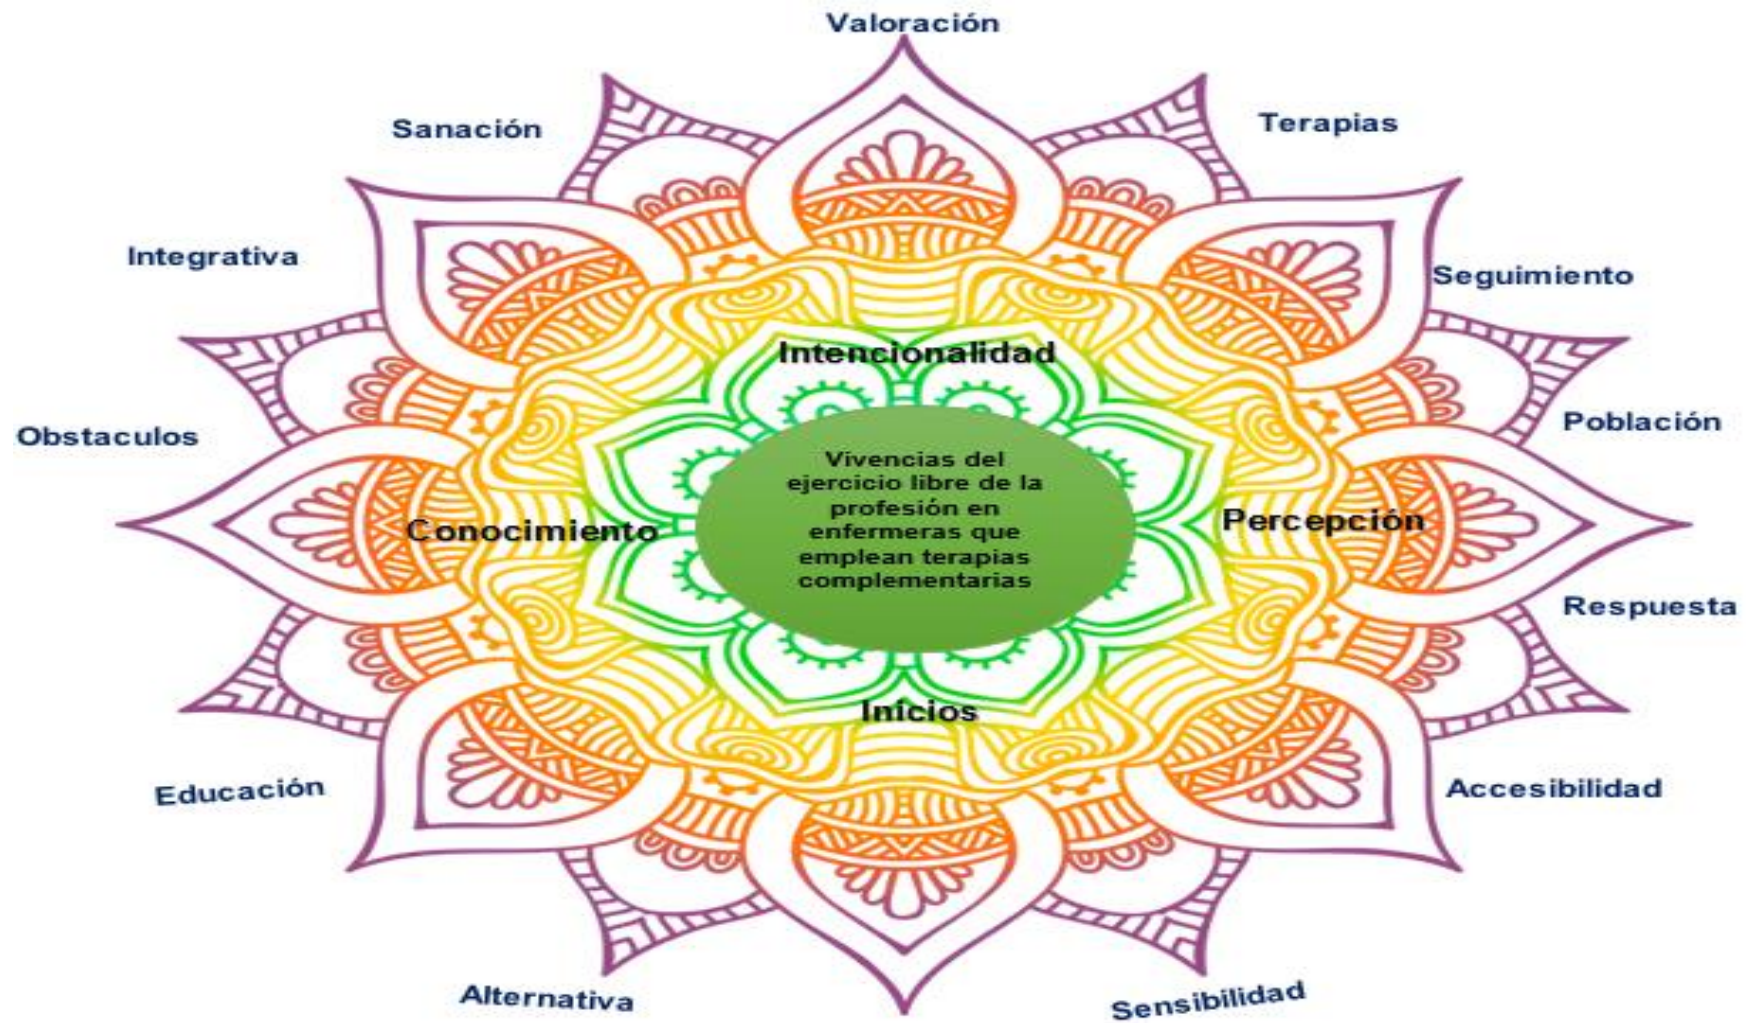 Valoración
Sanación
Terapias
Integrativa
Seguimiento
Intencionalidad
Obstaculos
Población
Vivencias del
ejercicio libre de la
profesión en
enfermeras que
emplean terapias
complementarias
Conocimiento
Percepción
Respuesta
Inicios
Educación
Accesibilidad
Alternativa
Sensibilidad